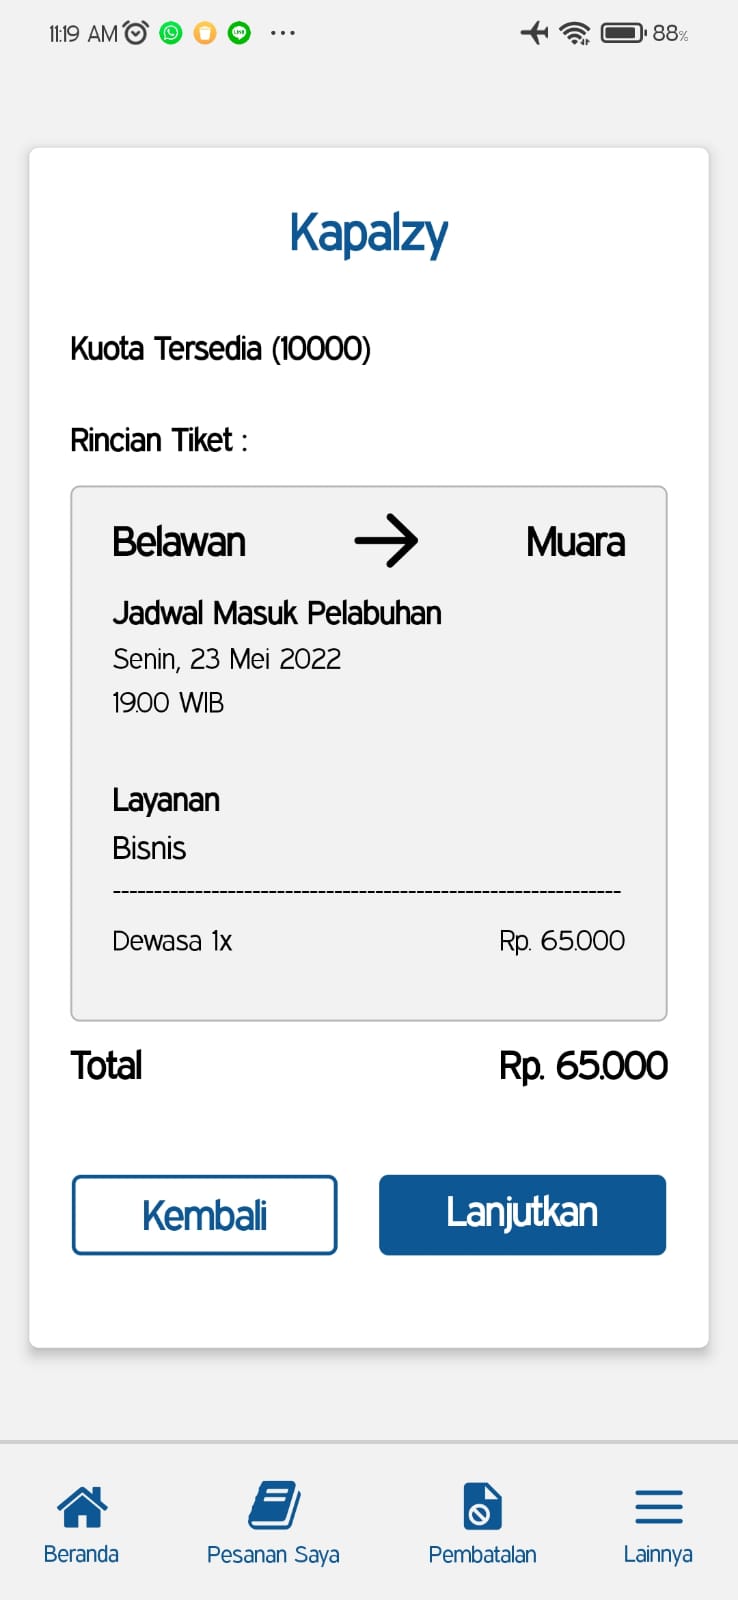 11:19 AM
88%
Kapalzy
Kuota Tersedia (10000)
Rincian Tiket :
Belawan → Muara
Jadwal Masuk Pelabuhan
Senin, 23 Mei 2022
19.00 WIB
Layanan
Bisnis
Dewasa 1x Rp. 65.000
Total Rp. 65.000
Kembali Lanjutkan
Beranda Pesanan Saya Pembatalan Lainnya